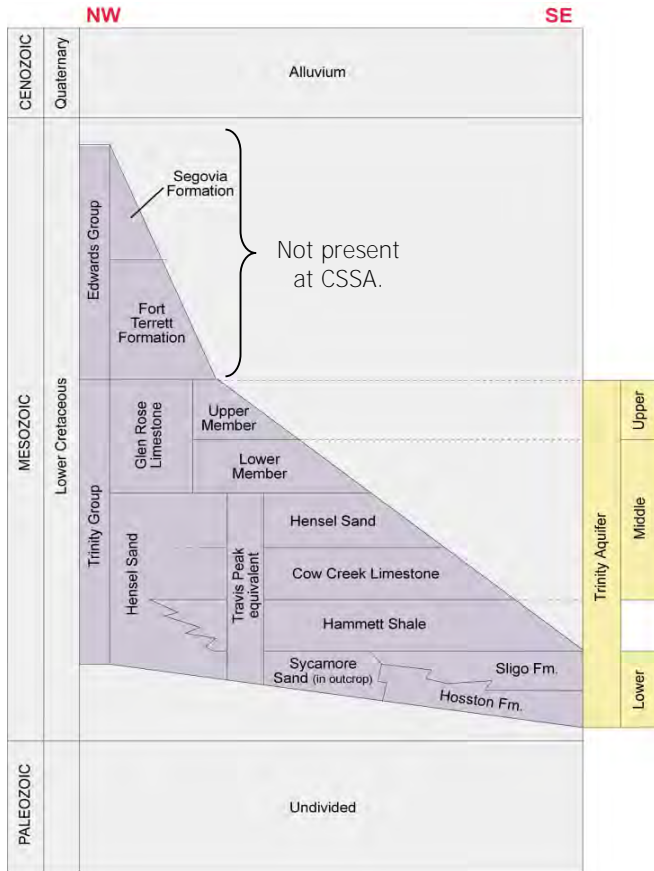 NW
SE
CENOZOIC
Quaternary
Alluvium
MESOZOIC
Lower Cretaceous
Edwards Group
Segovia
Formation
Not present
at CSSA.
Fort
Terrett
Formation
Trinity Group
Glen Rose
Limestone
Upper
Member
Lower
Member
Hensel Sand
Travis Peak
equivalent
Hensel Sand
Cow Creek Limestone
Hammett Shale
Sycamore
Sand (in outcrop)
Sligo Fm.
Hosston Fm.
Trinity Aquifer
Upper
Middle
Lower
PALEOZOIC
Undivided